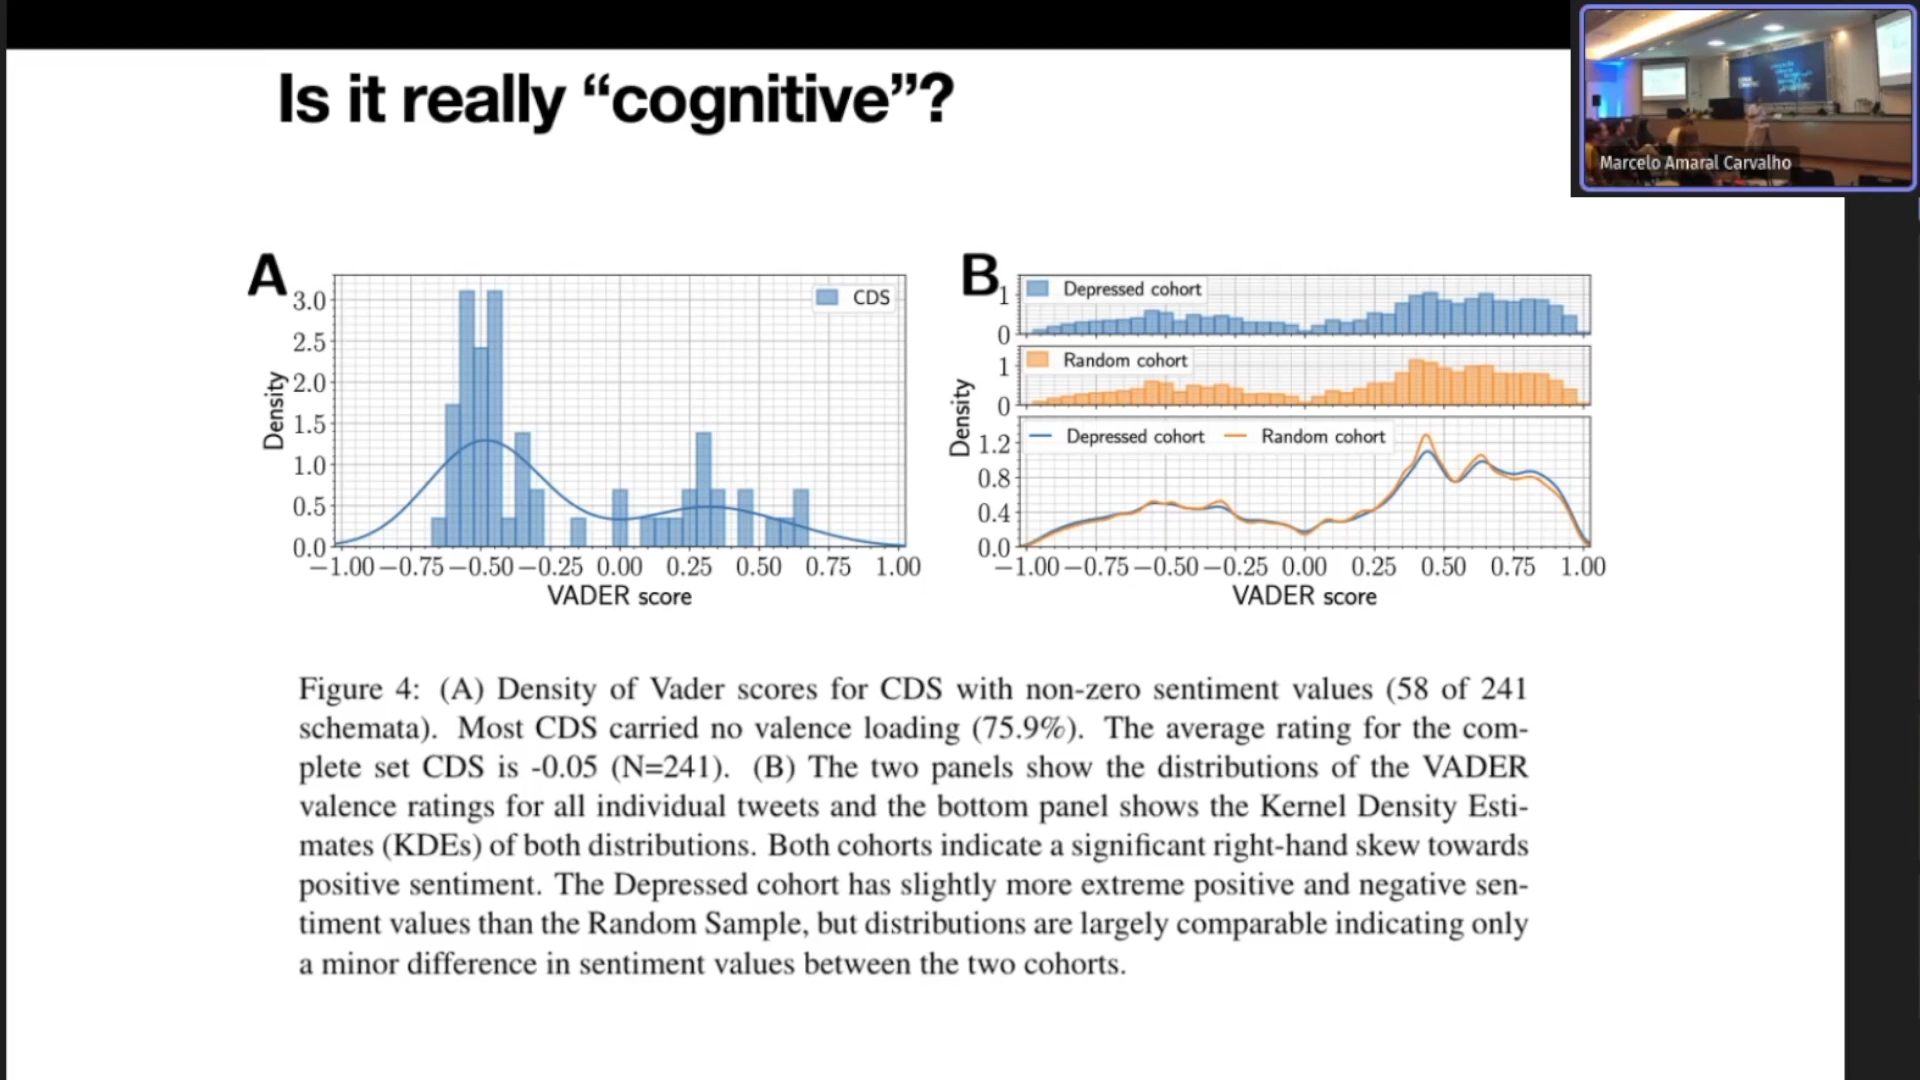 Is it really “cognitive”?
Marcelo Amaral Carvalho
A
CDS
Density
3.0
2.5
2.0
1.5
1.0
0.5
0.0
−1.00 −0.75 −0.50 −0.25 0.00 0.25 0.50 0.75 1.00
VADER score
B
Depressed cohort
1
0
Random cohort
1
0
Density
Depressed cohort Random cohort
1.2
0.8
0.4
0.0
−1.00 −0.75 −0.50 −0.25 0.00 0.25 0.50 0.75 1.00
VADER score
Figure 4: (A) Density of Vader scores for CDS with non-zero sentiment values (58 of 241
schemata). Most CDS carried no valence loading (75.9%). The average rating for the com-
plete set CDS is -0.05 (N=241). (B) The two panels show the distributions of the VADER
valence ratings for all individual tweets and the bottom panel shows the Kernel Density Esti-
mates (KDEs) of both distributions. Both cohorts indicate a significant right-hand skew towards
positive sentiment. The Depressed cohort has slightly more extreme positive and negative sen-
timent values than the Random Sample, but distributions are largely comparable indicating only
a minor difference in sentiment values between the two cohorts.